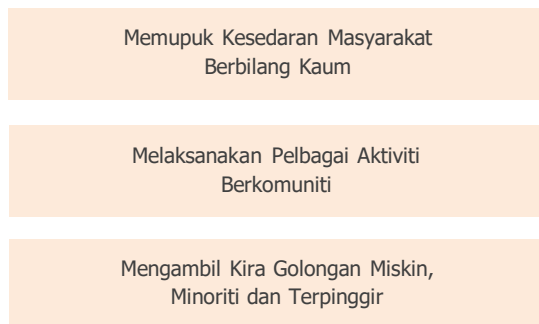 Memupuk Kesedaran Masyarakat
Berbilang Kaum
Melaksanakan Pelbagai Aktiviti
Berkomuniti
Mengambil Kira Golongan Miskin,
Minoriti dan Terpinggir